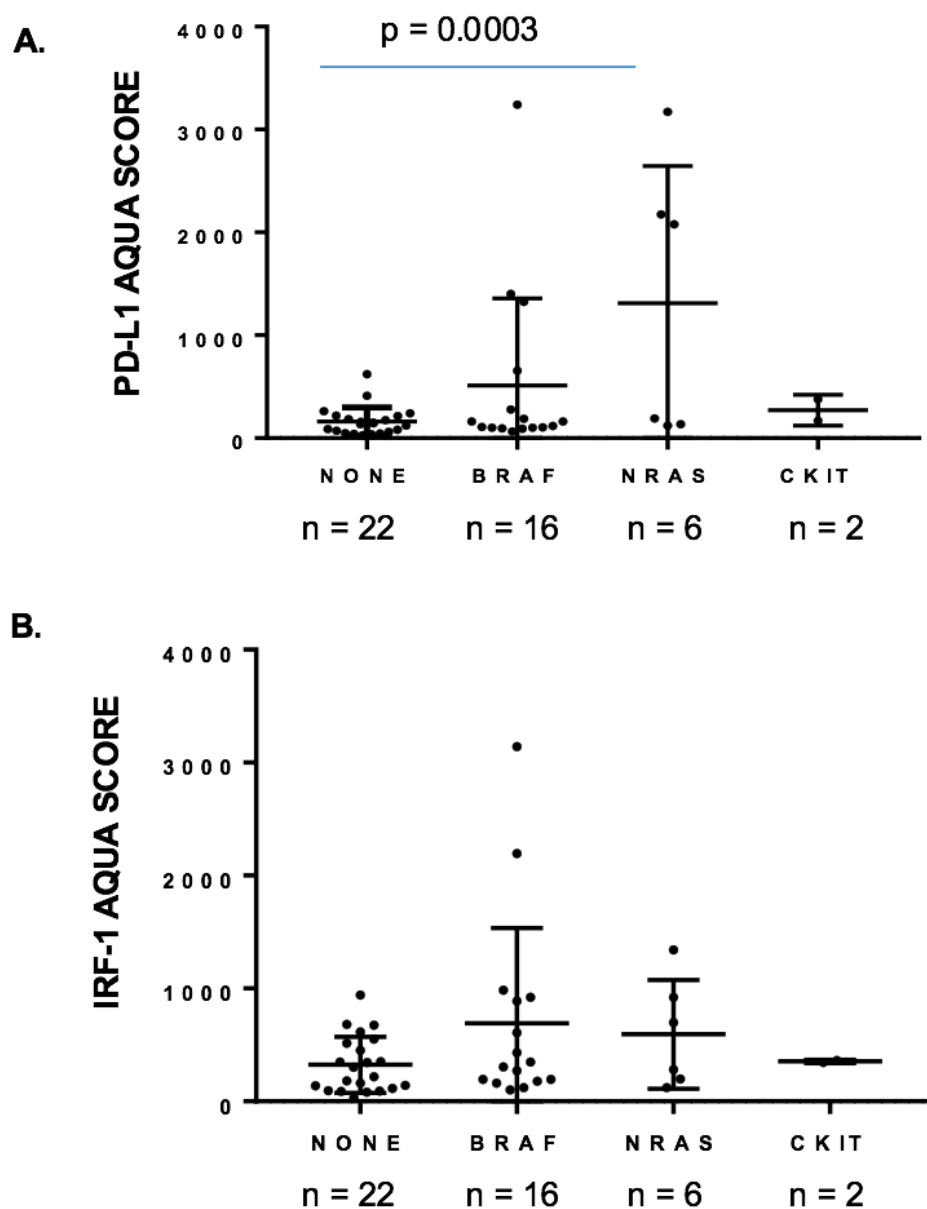 A.
p = 0.0003
PD-L1 AQUA SCORE
4000
3000
2000
1000
0
NONE BRAF NRAS CKIT
n = 22 n = 16 n = 6 n = 2
B.
IRF-1 AQUA SCORE
4000
3000
2000
1000
0
NONE BRAF NRAS CKIT
n = 22 n = 16 n = 6 n = 2